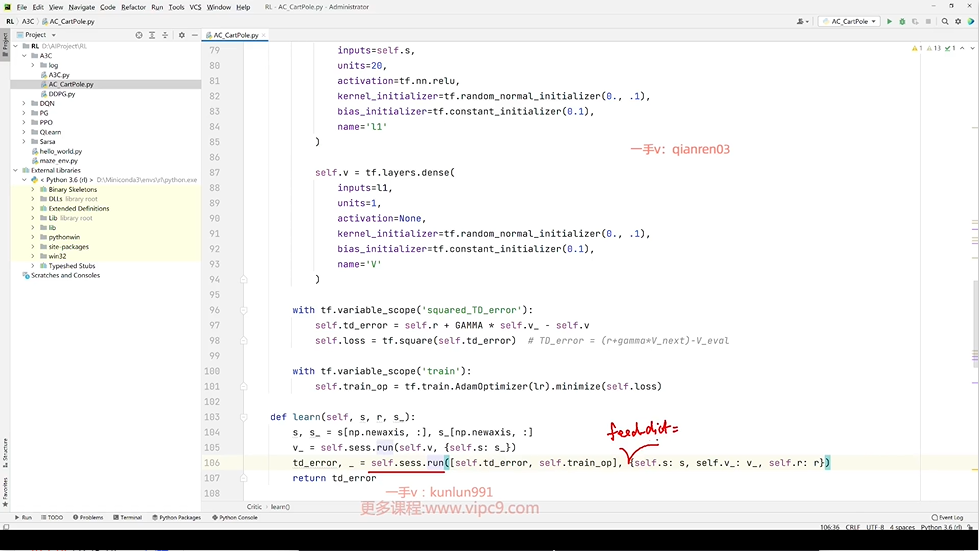 File Edit View Navigate Code Refactor Run Tools VCS Window Help RL - AC_CartPole.py - Administrator
RL A3C AC_CartPole.py AC_CartPole
Project AC_CartPole.py
RL D:\AIProject\RL
A3C
log
A3C.py
AC_CartPole.py
DDPG.py
DQN
PG
PPO
QLearn
Sarsa
hello_world.py
maze_env.py
External Libraries
< Python 3.6 (rl) > D:\Miniconda3\envs\rl\python.exe
Binary Skeletons
DLLs library root
Extended Definitions
Lib library root
lib
pythonwin
site-packages
win32
Typeshed Stubs
Scratches and Consoles
Project
Structure
Favorites
1 13 1
79 inputs=self.s,
80 units=20,
81 activation=tf.nn.relu,
82 kernel_initializer=tf.random_normal_initializer(0., .1),
83 bias_initializer=tf.constant_initializer(0.1),
84 name='l1'
85 )
一手v：qianren03
86
87 self.v = tf.layers.dense(
88 inputs=l1,
89 units=1,
90 activation=None,
91 kernel_initializer=tf.random_normal_initializer(0., .1),
92 bias_initializer=tf.constant_initializer(0.1),
93 name='V'
94 )
95
96 with tf.variable_scope('squared_TD_error'):
97 self.td_error = self.r + GAMMA * self.v_ - self.v
98 self.loss = tf.square(self.td_error) # TD_error = (r+gamma*V_next)-V_eval
99
100 with tf.variable_scope('train'):
101 self.train_op = tf.train.AdamOptimizer(lr).minimize(self.loss)
102
103 def learn(self, s, r, s_):
feed-dict=
104 s, s_ = s[np.newaxis, :], s_[np.newaxis, :]
105 v_ = self.sess.run(self.v, {self.s: s_})
106 td_error, _ = self.sess.run([self.td_error, self.train_op], {self.s: s, self.v_: v_, self.r: r})
107 return td_error
108
一手v：kunlun991
更多课程:www.vipc9.com
Critic learn()
Run TODO Problems Terminal Python Packages Python Console Event Log
106:36 CRLF UTF-8 4 spaces Python 3.6 (rl)